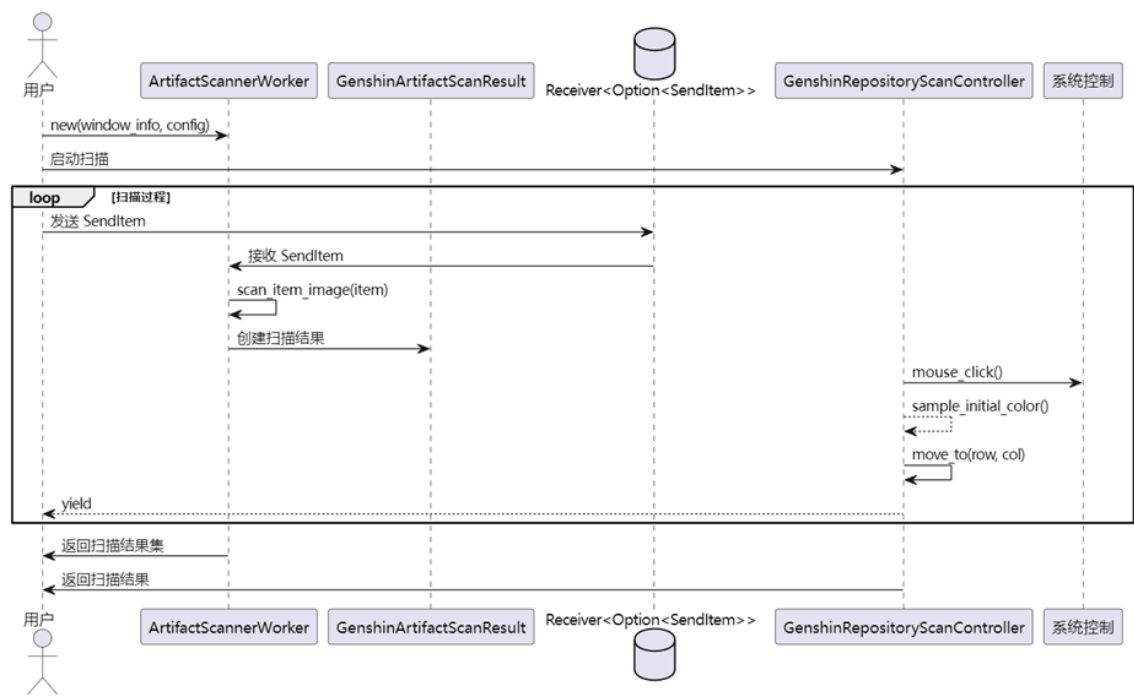 用户
ArtifactScannerWorker
GenshinArtifactScanResult
Receiver<Option<SendItem>>
GenshinRepositoryScanController
系统控制
new(window_info, config)
启动扫描
loop
[扫描过程]
发送 SendItem
接收 SendItem
scan_item_image(item)
创建扫描结果
mouse_click()
sample_initial_color()
move_to(row, col)
yield
返回扫描结果集
返回扫描结果
用户
ArtifactScannerWorker
GenshinArtifactScanResult
Receiver<Option<SendItem>>
GenshinRepositoryScanController
系统控制